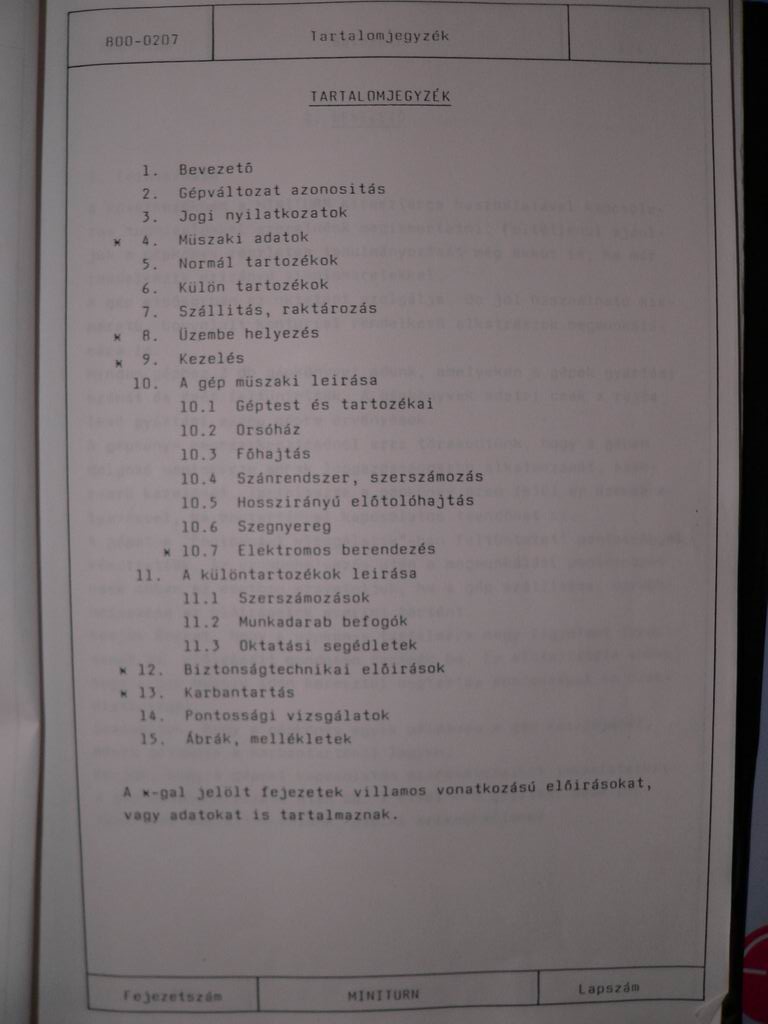 800-0207 Tartalomjegyzék
TARTALOMJEGYZÉK
1. Bevezető
2. Gépváltozat azonositás
3. Jogi nyilatkozatok
* 4. Müszaki adatok
5. Normál tartozékok
6. Külön tartozékok
7. Szállitás, raktározás
* 8. Üzembe helyezés
* 9. Kezelés
10. A gép müszaki leirása
10.1 Géptest és tartozékai
10.2 Orsóház
10.3 Főhajtás
10.4 Szánrendszer, szerszámozás
10.5 Hosszirányú előtolóhajtás
10.6 Szegnyereg
* 10.7 Elektromos berendezés
11. A különtartozékok leirása
11.1 Szerszámozások
11.2 Munkadarab befogók
11.3 Oktatási segédletek
* 12. Biztonságtechnikai előirások
* 13. Karbantartás
14. Pontossági vizsgálatok
15. Ábrák, mellékletek
A *-gal jelölt fejezetek villamos vonatkozású előirásokat,
vagy adatokat is tartalmaznak.
Fejezetszám MINITURN Lapszám